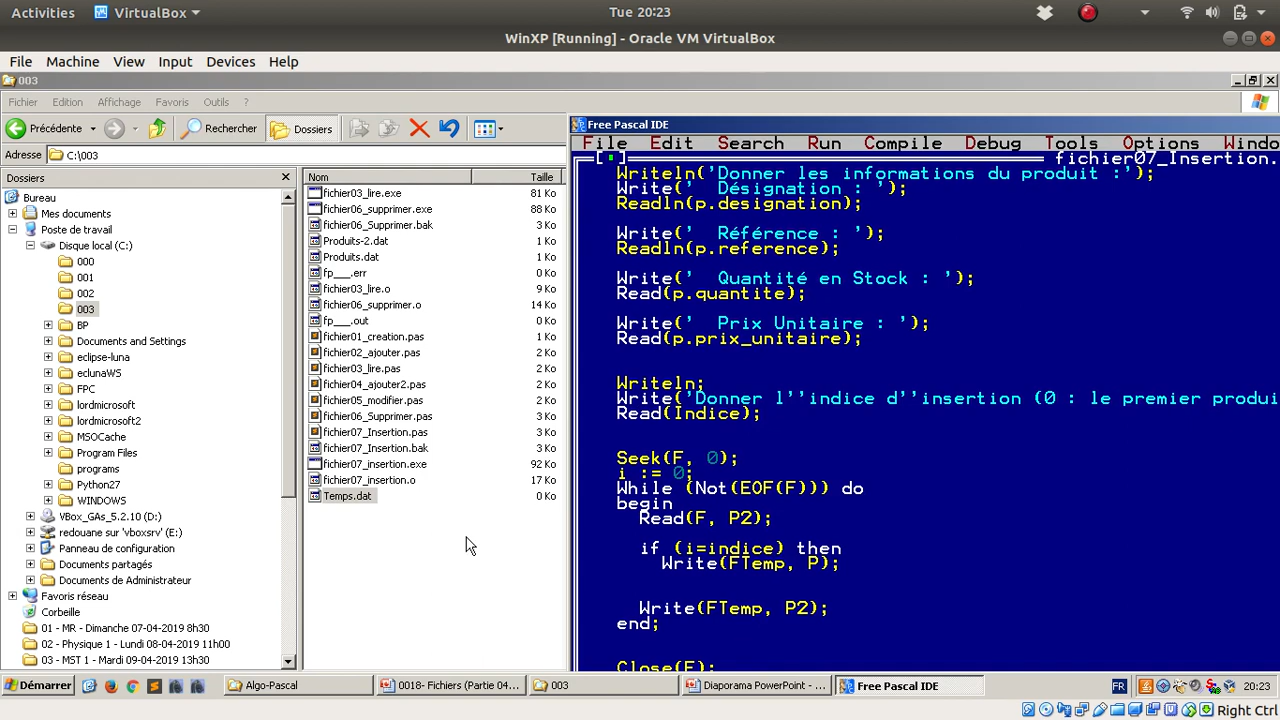 Activities VirtualBox Tue 20:23
WinXP [Running] - Oracle VM VirtualBox
File Machine View Input Devices Help
003
Fichier Edition Affichage Favoris Outils ?
Précédente Rechercher Dossiers
Adresse C:\003
Dossiers
Bureau
Mes documents
Poste de travail
Disque local (C:)
000
001
002
003
BP
Documents and Settings
eclipse-luna
eclunaWS
FPC
lordmicrosoft
lordmicrosoft2
MSOCache
Program Files
programs
Python27
WINDOWS
VBox_GAs_5.2.10 (D:)
redouane sur 'vboxsrv' (E:)
Panneau de configuration
Documents partagés
Documents de Administrateur
Favoris réseau
Corbeille
01 - MR - Dimanche 07-04-2019 8h30
02 - Physique 1 - Lundi 08-04-2019 11h00
03 - MST 1 - Mardi 09-04-2019 13h30
Nom Taille
fichier03_lire.exe 81 Ko
fichier06_supprimer.exe 88 Ko
fichier06_Supprimer.bak 3 Ko
Produits-2.dat 1 Ko
Produits.dat 1 Ko
fp___.err 0 Ko
fichier03_lire.o 9 Ko
fichier06_supprimer.o 14 Ko
fp___.out 0 Ko
fichier01_creation.pas 1 Ko
fichier02_ajouter.pas 2 Ko
fichier03_lire.pas 2 Ko
fichier04_ajouter2.pas 2 Ko
fichier05_modifier.pas 2 Ko
fichier06_Supprimer.pas 3 Ko
fichier07_Insertion.pas 3 Ko
fichier07_Insertion.bak 3 Ko
fichier07_insertion.exe 92 Ko
fichier07_insertion.o 17 Ko
Temps.dat 0 Ko
Free Pascal IDE
File Edit Search Run Compile Debug Tools Options Windo
fichier07_Insertion.
Writeln('Donner les informations du produit :');
Write('  Désignation : ');
Readln(p.designation);
Write('  Référence : ');
Readln(p.reference);
Write('  Quantité en Stock : ');
Read(p.quantite);
Write('  Prix Unitaire : ');
Read(p.prix_unitaire);
Writeln;
Write('Donner l''indice d''insertion (0 : le premier produi
Read(Indice);
Seek(F, 0);
i := 0;
While (Not(EOF(F))) do
begin
Read(F, P2);
if (i=indice) then
Write(FTemp, P);
Write(FTemp, P2);
end;
Close(F);
Démarrer Algo-Pascal 0018- Fichiers (Partie 04... 003 Diaporama PowerPoint - ... Free Pascal IDE FR 20:23
Right Ctrl